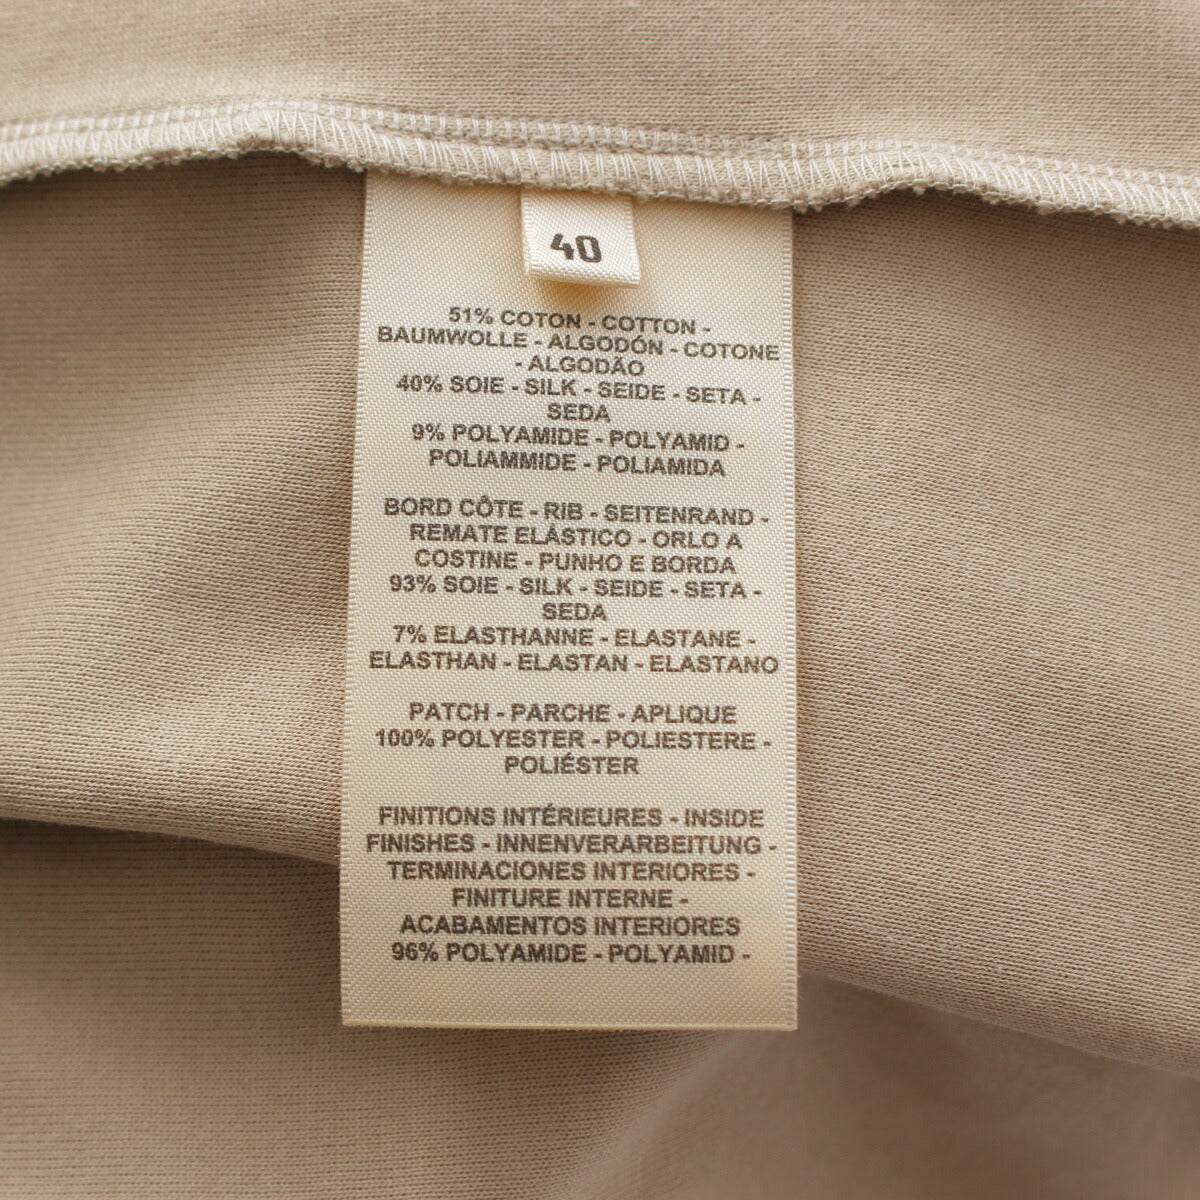 40
51% COTON - COTTON -
BAUMWOLLE - ALGODÓN - COTONE
- ALGODÃO
40% SOIE - SILK - SEIDE - SETA -
SEDA
9% POLYAMIDE - POLYAMID -
POLIAMMIDE - POLIAMIDA
BORD CÔTE - RIB - SEITENRAND -
REMATE ELÁSTICO - ORLO A
COSTINE - PUNHO E BORDA
93% SOIE - SILK - SEIDE - SETA -
SEDA
7% ELASTHANNE - ELASTANE -
ELASTHAN - ELASTAN - ELASTANO
PATCH - PARCHE - APLIQUE
100% POLYESTER - POLIESTERE -
POLIÉSTER
FINITIONS INTÉRIEURES - INSIDE
FINISHES - INNENVERARBEITUNG -
TERMINACIONES INTERIORES -
FINITURE INTERNE -
ACABAMENTOS INTERIORES
96% POLYAMIDE - POLYAMID -